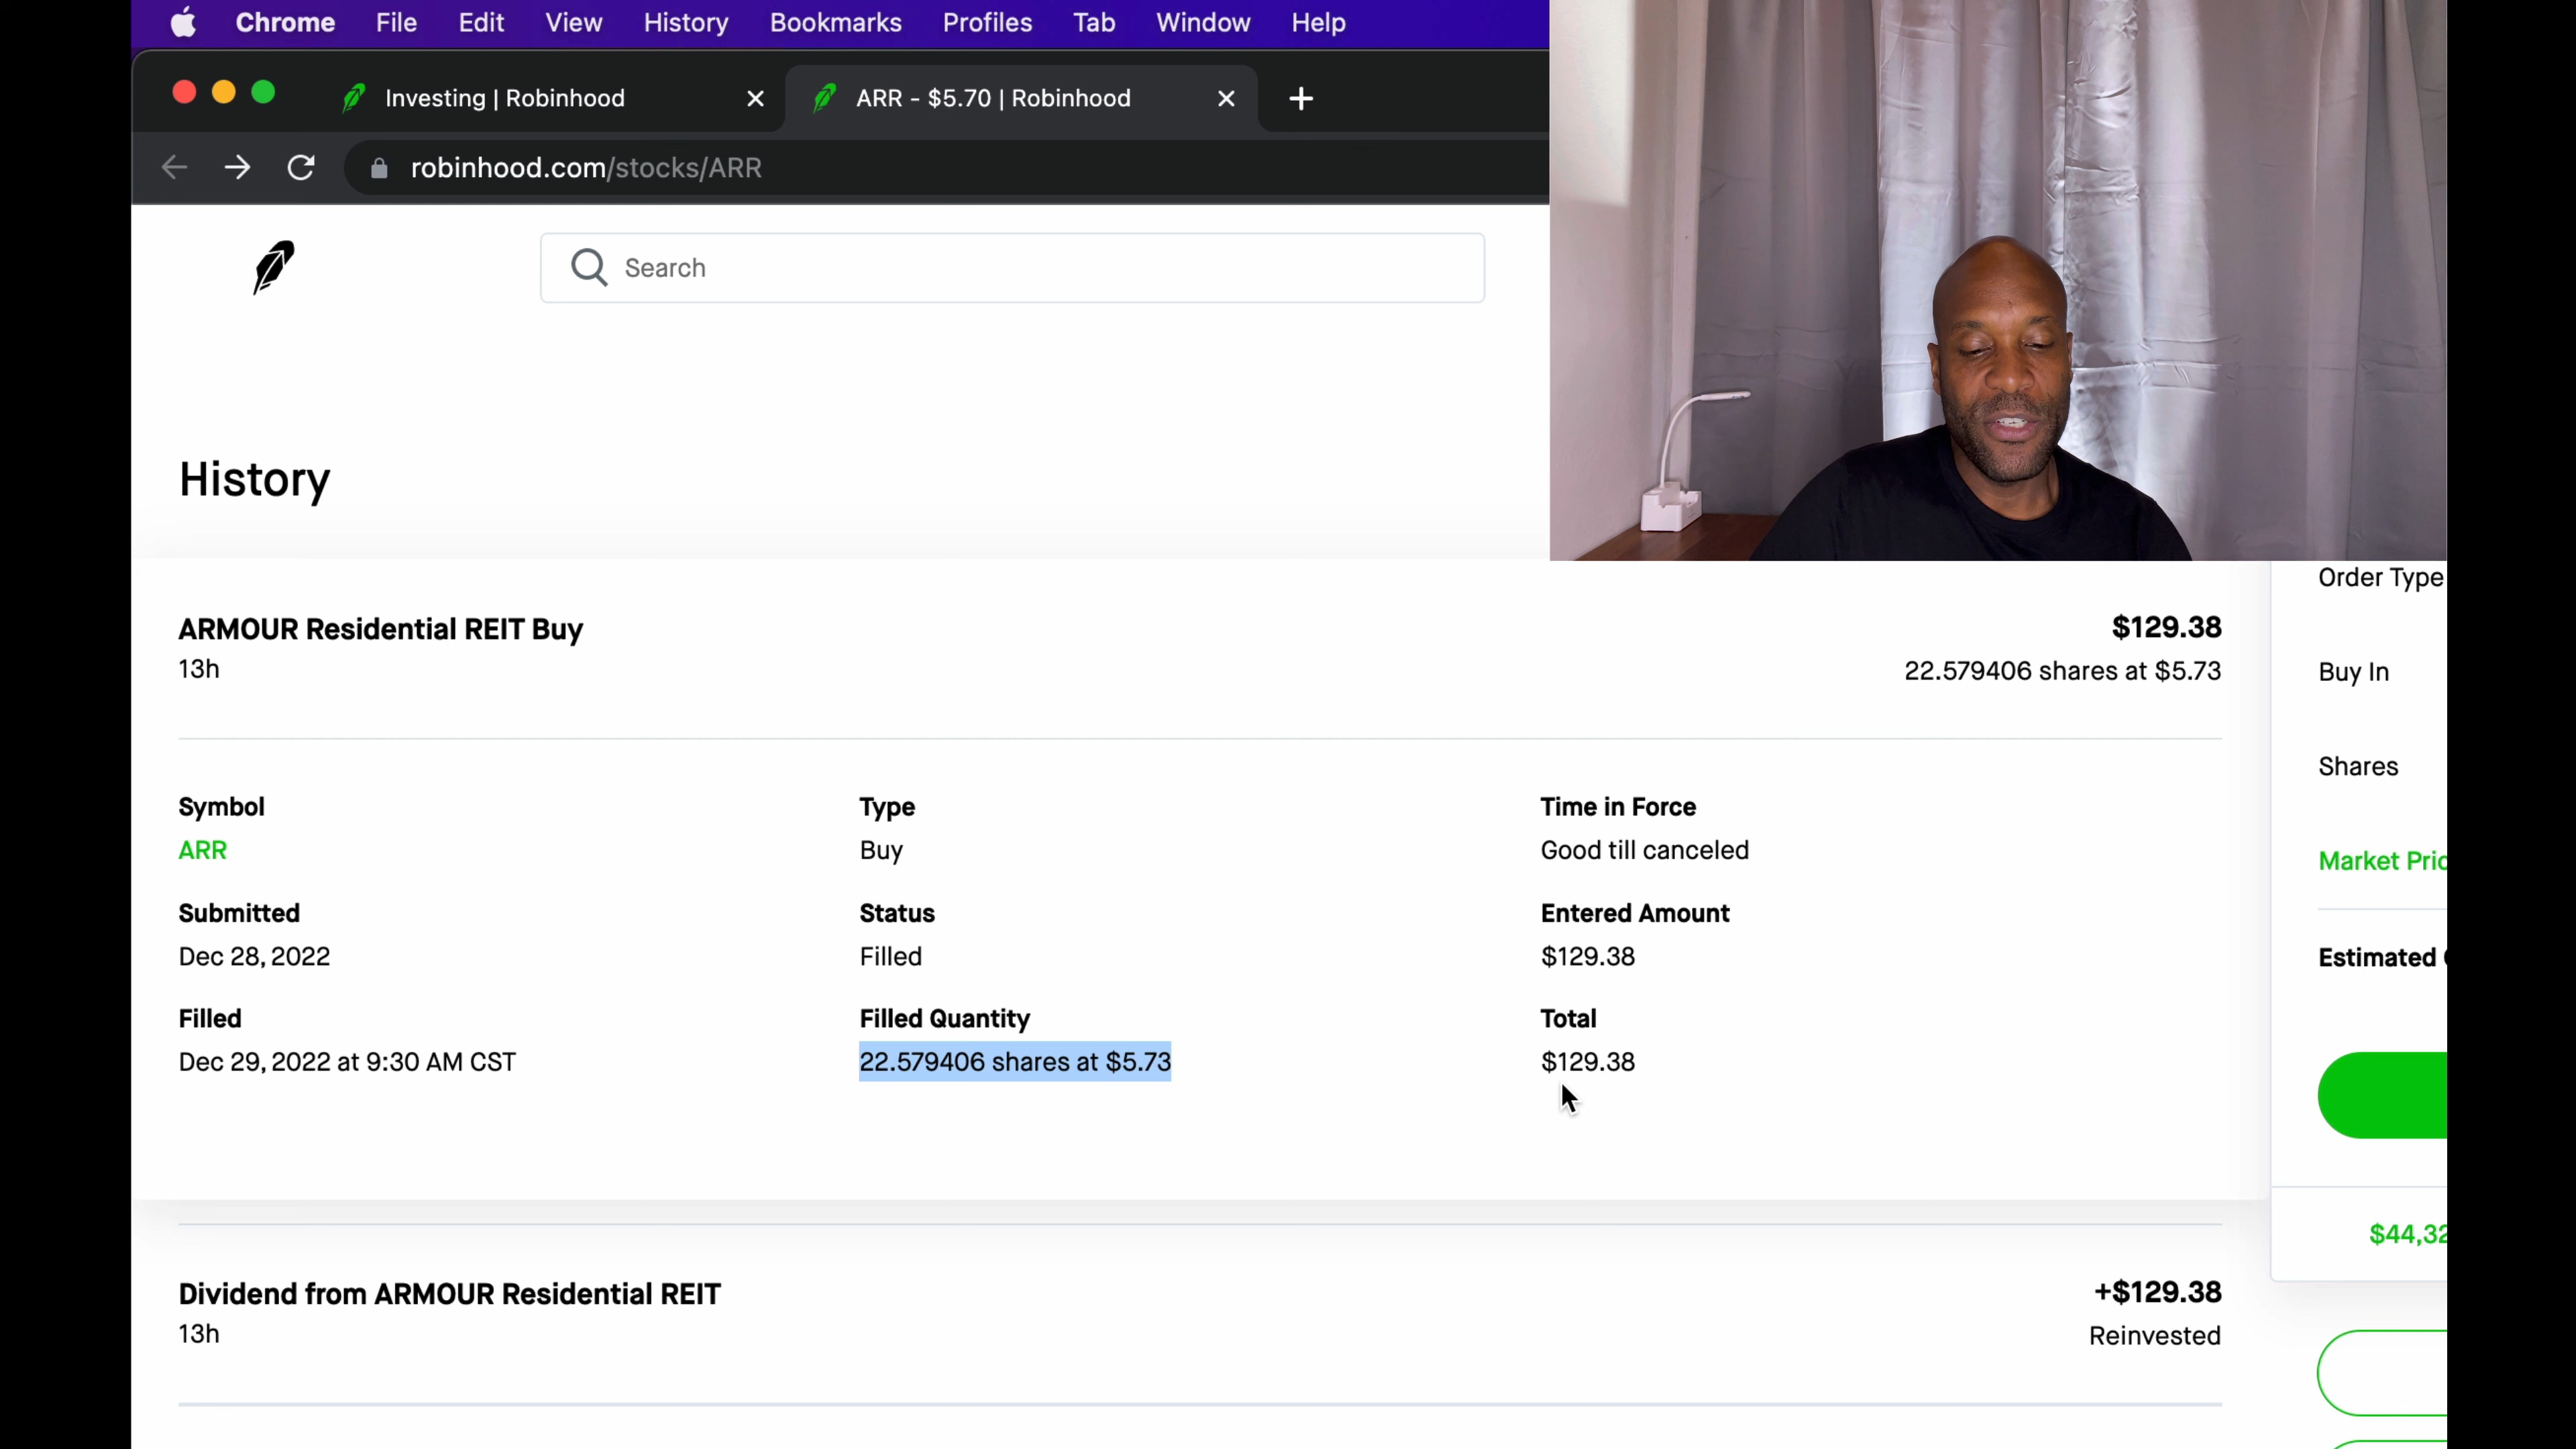 Chrome File Edit View History Bookmarks Profiles Tab Window Help
Investing | Robinhood
ARR - $5.70 | Robinhood
robinhood.com/stocks/ARR
Search
History
Order Type
ARMOUR Residential REIT Buy
$129.38
13h
22.579406 shares at $5.73
Buy In
Shares
Symbol
Type
Time in Force
ARR
Buy
Good till canceled
Market Pric
Submitted
Status
Entered Amount
Dec 28, 2022
Filled
$129.38
Estimated
Filled
Filled Quantity
Total
Dec 29, 2022 at 9:30 AM CST
22.579406 shares at $5.73
$129.38
$44,32
Dividend from ARMOUR Residential REIT
+$129.38
13h
Reinvested